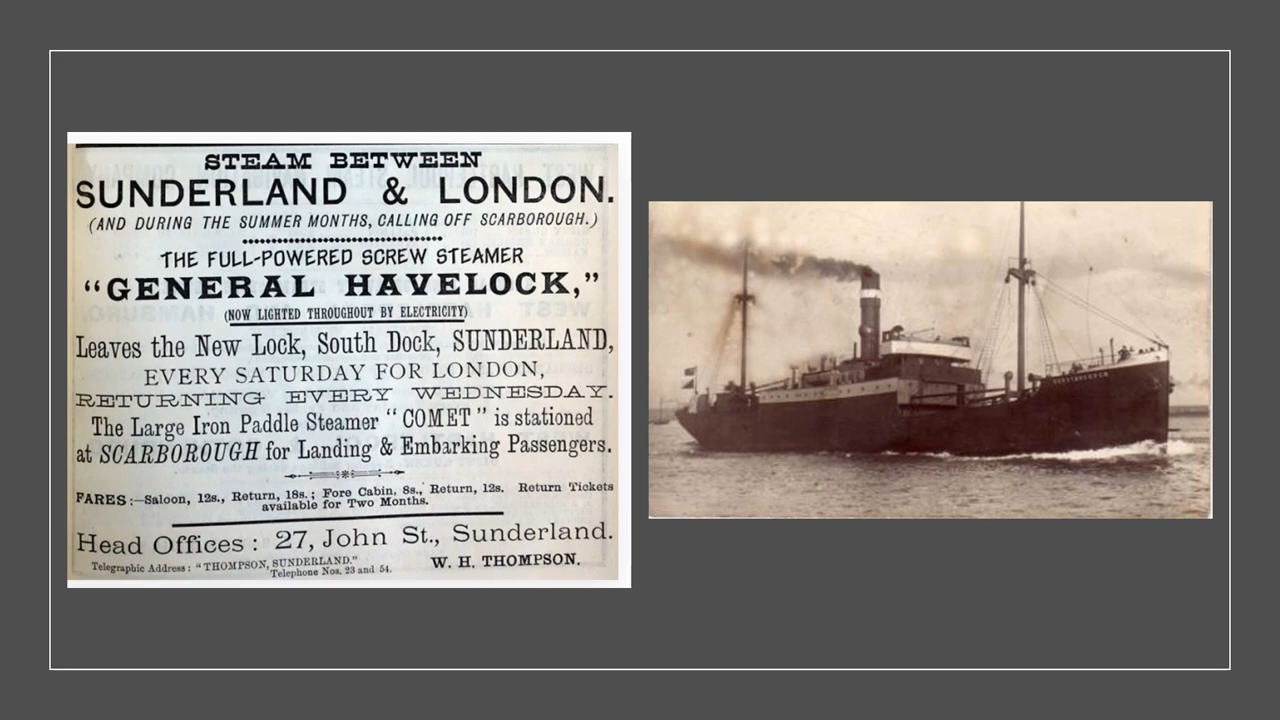 STEAM BETWEEN
SUNDERLAND & LONDON.
(AND DURING THE SUMMER MONTHS, CALLING OFF SCARBOROUGH.)
THE FULL-POWERED SCREW STEAMER
“GENERAL HAVELOCK,”
(NOW LIGHTED THROUGHOUT BY ELECTRICITY)
Leaves the New Lock, South Dock, SUNDERLAND,
EVERY SATURDAY FOR LONDON,
RETURNING EVERY WEDNESDAY.
The Large Iron Paddle Steamer “COMET” is stationed
at SCARBOROUGH for Landing & Embarking Passengers.
FARES:—Saloon, 12s., Return, 18s.; Fore Cabin, 8s., Return, 12s. Return Tickets
available for Two Months.
Head Offices: 27, John St., Sunderland.
Telegraphic Address: “THOMPSON, SUNDERLAND.”
Telephone Nos. 23 and 54.
W. H. THOMPSON.